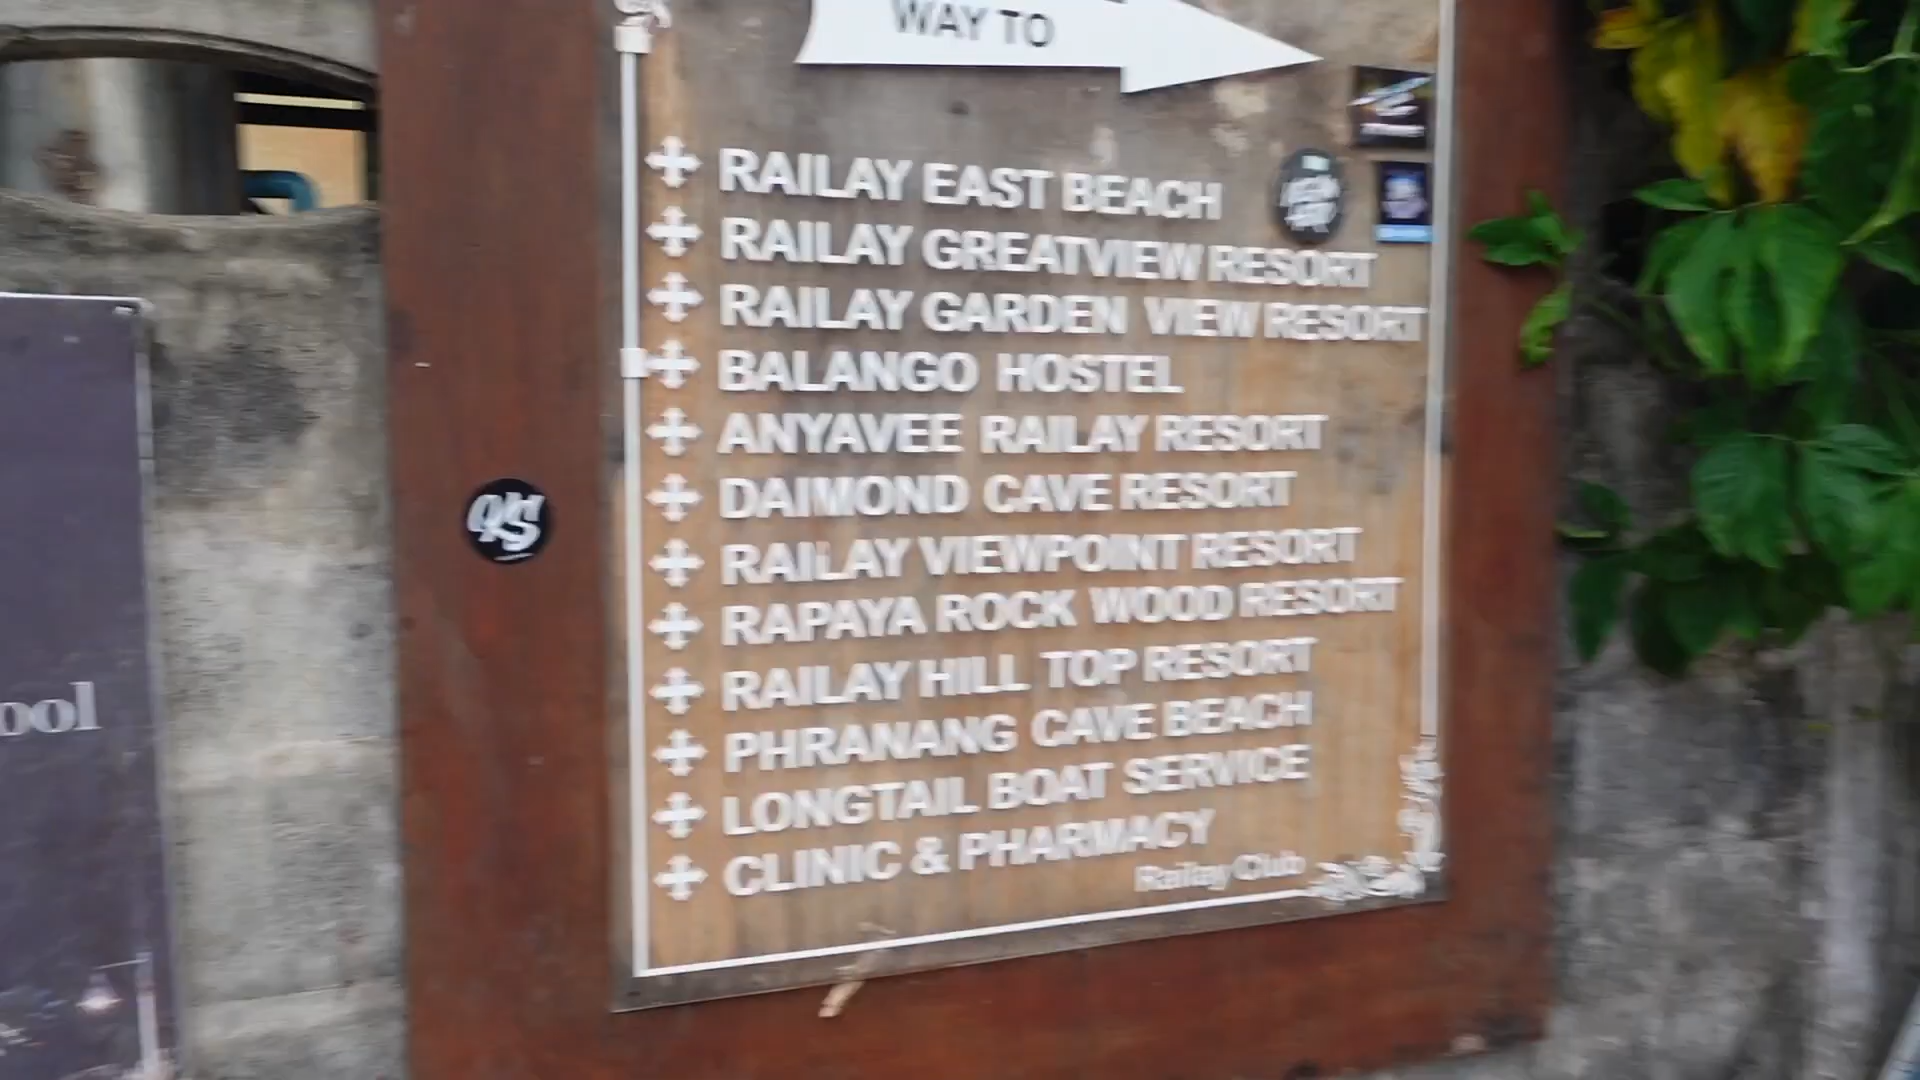 WAY TO
RAILAY EAST BEACH
RAILAY GREATVIEW RESORT
RAILAY GARDEN VIEW RESORT
BALANGO HOSTEL
ANYAVEE RAILAY RESORT
DAIMOND CAVE RESORT
RAILAY VIEWPOINT RESORT
RAPAYA ROCK WOOD RESORT
RAILAY HILL TOP RESORT
PHRANANG CAVE BEACH
LONGTAIL BOAT SERVICE
CLINIC & PHARMACY
Railay Club
ool